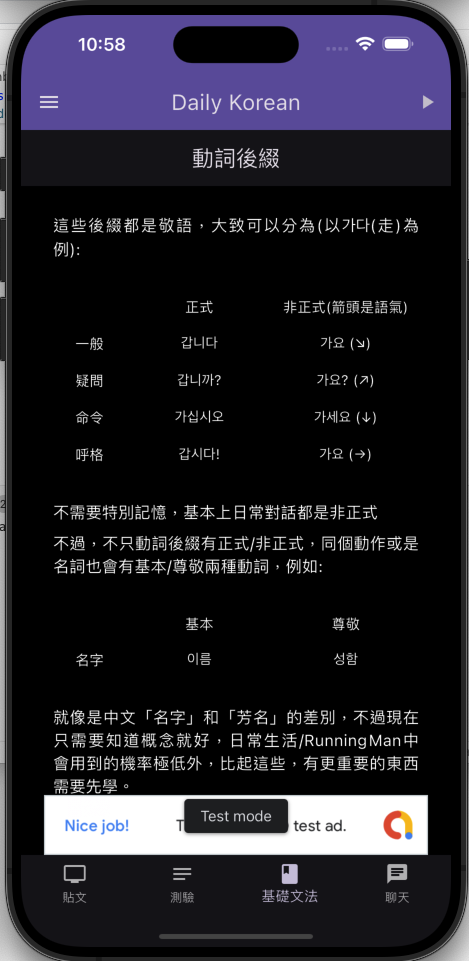 10:58
Daily Korean
動詞後綴
這些後綴都是敬語，大致可以分為(以가다(走)為
例):
正式 非正式(箭頭是語氣)
一般 갑니다 가요 (↘)
疑問 갑니까? 가요? (↗)
命令 가십시오 가세요 (↓)
呼格 갑시다! 가요 (→)
不需要特別記憶，基本上日常對話都是非正式
不過，不只動詞後綴有正式/非正式，同個動作或是
名詞也會有基本/尊敬兩種動詞，例如:
基本 尊敬
名字 이름 성함
就像是中文「名字」和「芳名」的差別，不過現在
只需要知道概念就好，日常生活/RunningMan中
會用到的機率極低外，比起這些，有更重要的東西
需要先學。
Nice job! test ad.
Test mode
貼文 測驗 基礎文法 聊天